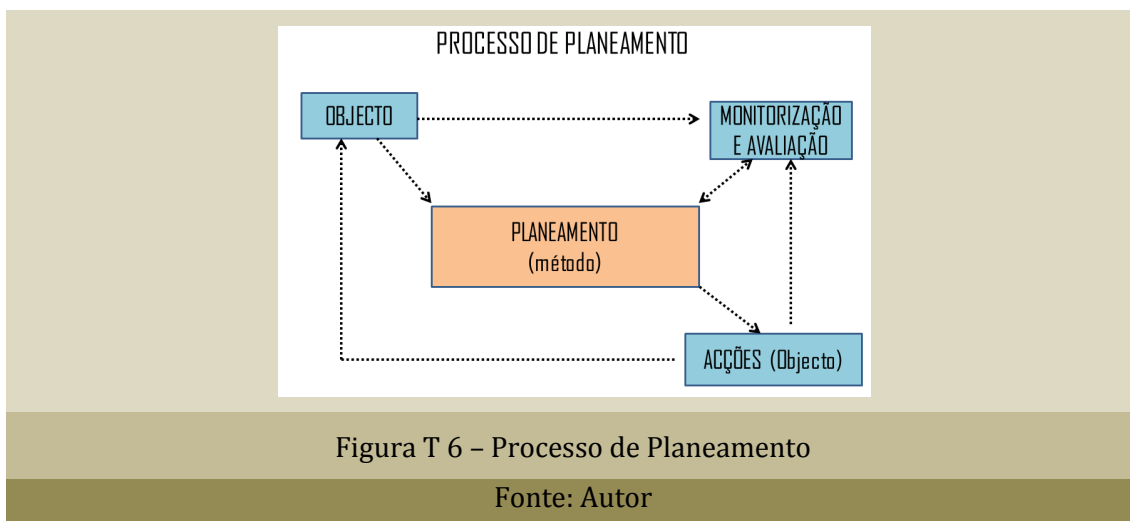 PROCESSO DE PLANEAMENTO
OBJECTO
MONITORIZAÇÃO
E AVALIAÇÃO
PLANEAMENTO
(método)
ACÇÕES (Objecto)
Figura T 6 – Processo de Planeamento
Fonte: Autor